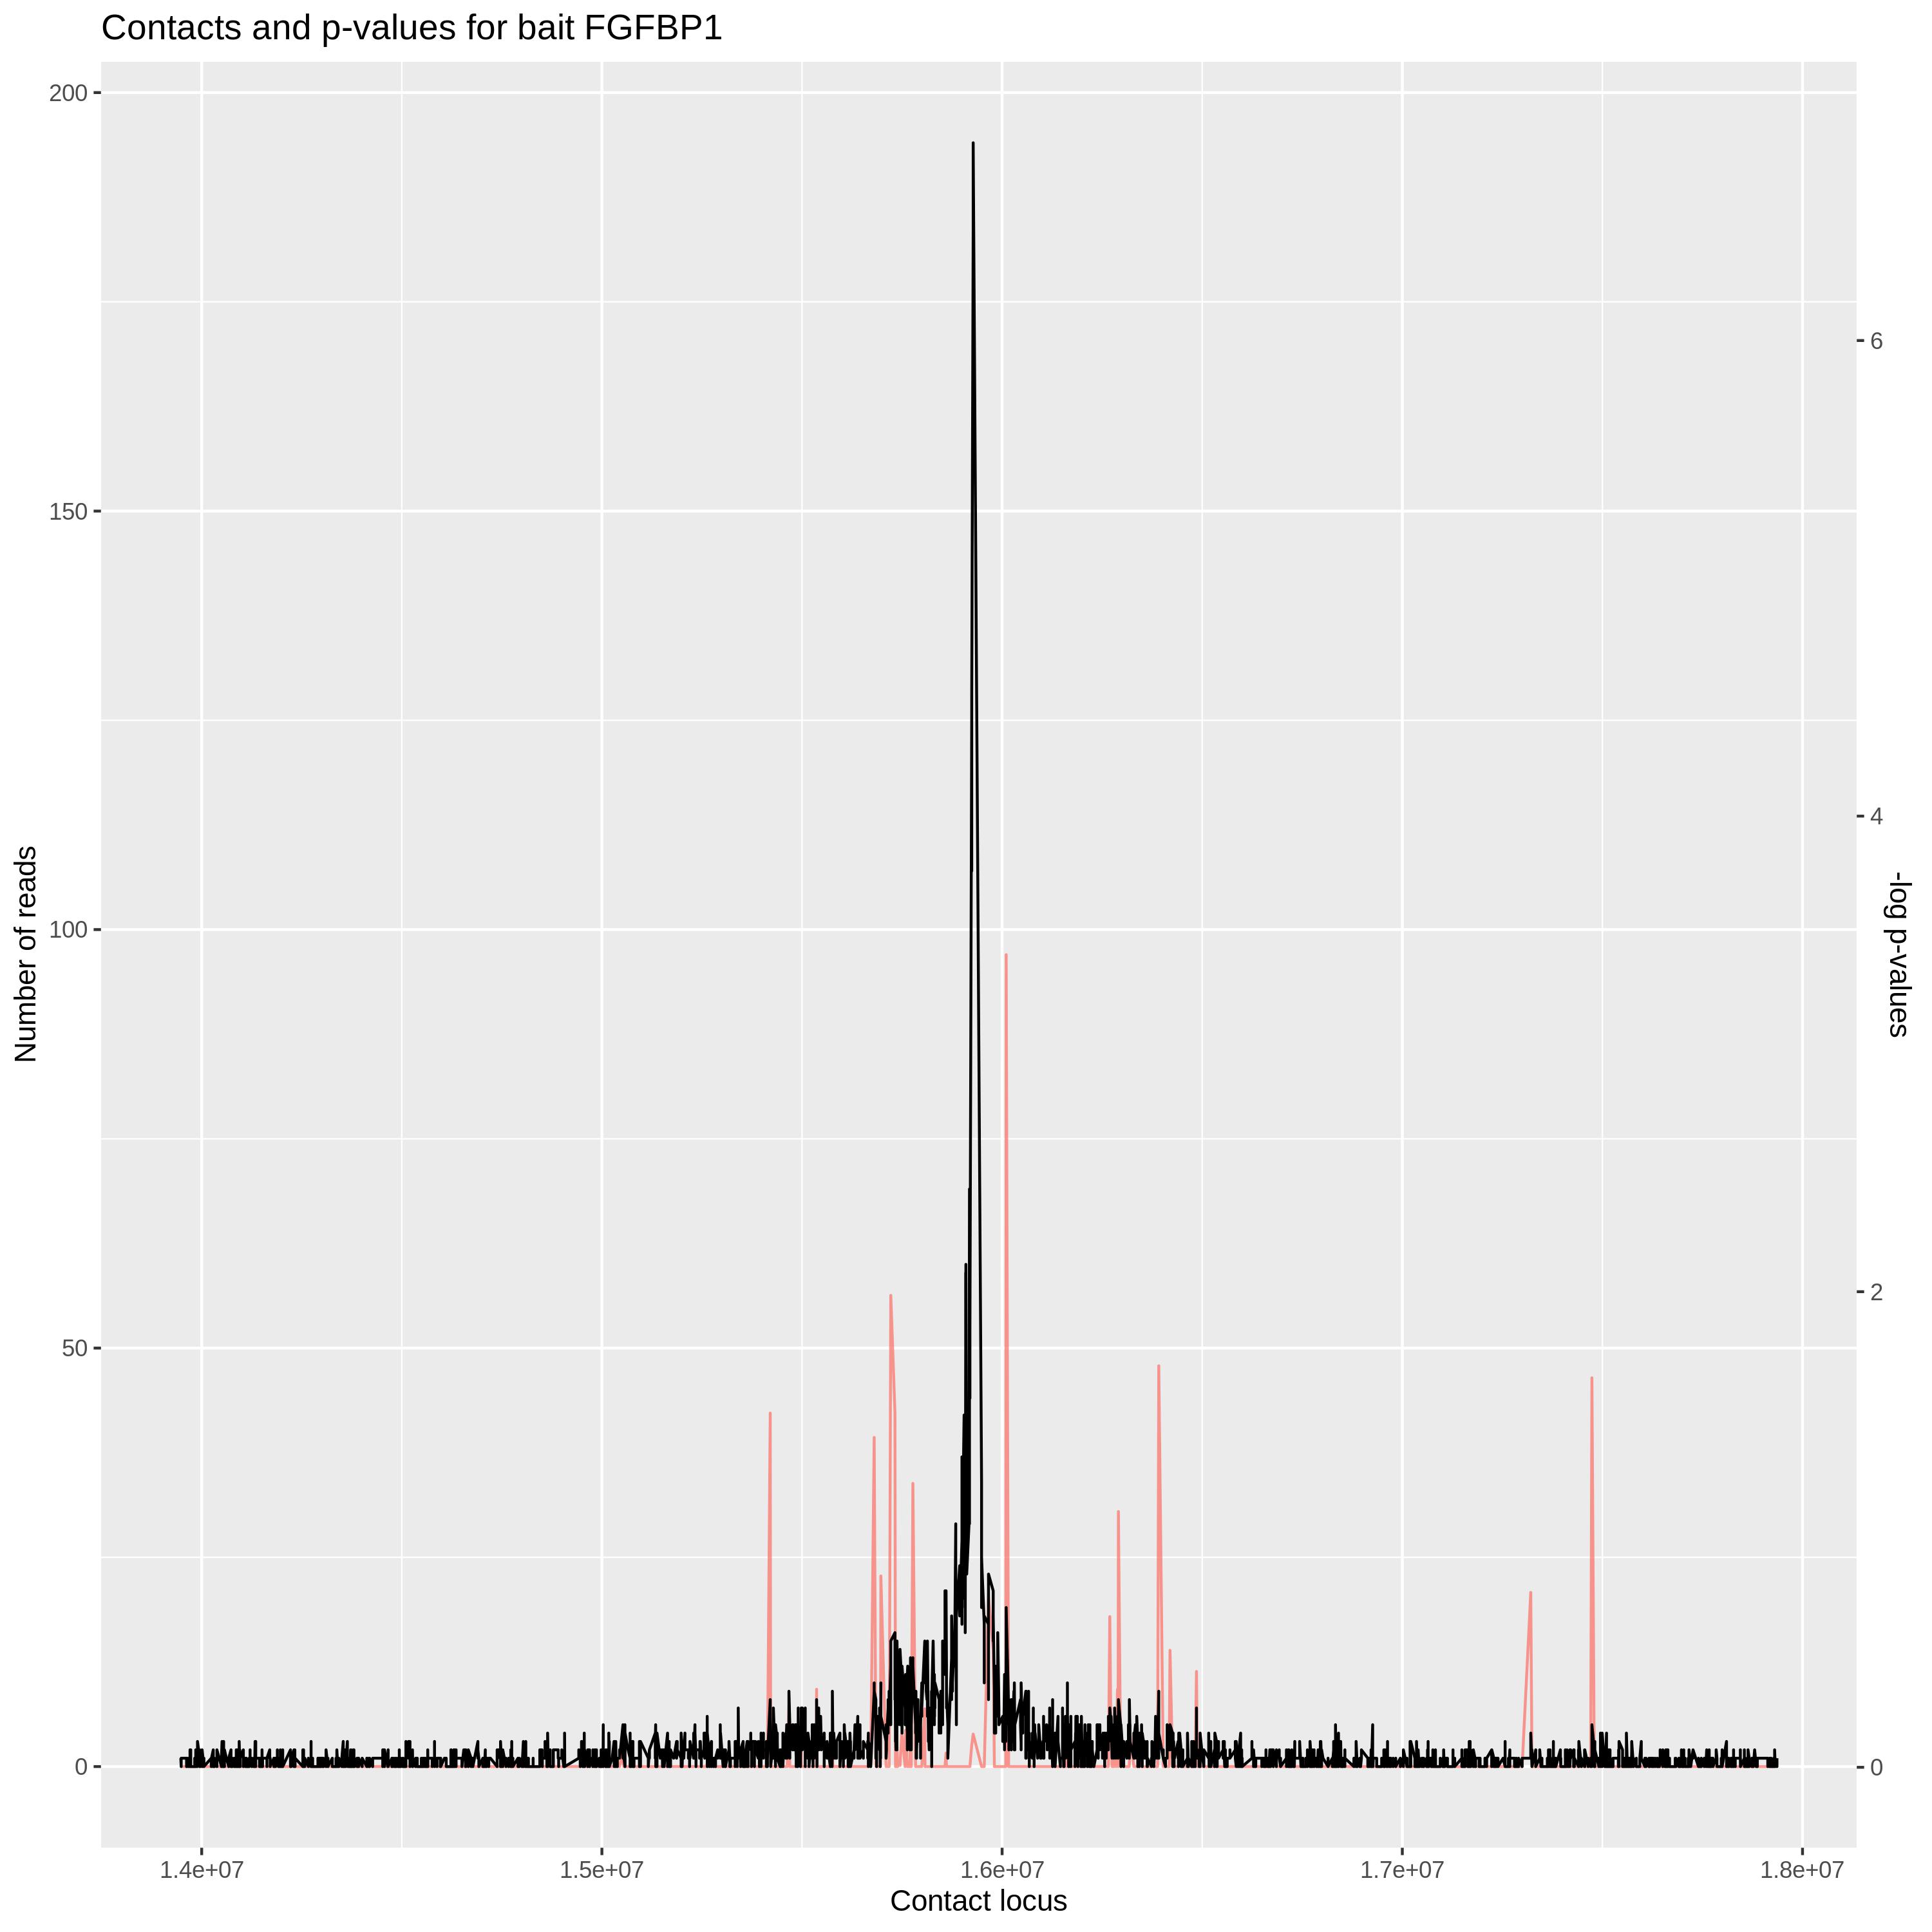 Contacts and p-values for bait FGFBP1
200
150
100
50
0
Number of reads
6
4
2
0
-log p-values
1.4e+07
1.5e+07
1.6e+07
1.7e+07
1.8e+07
Contact locus